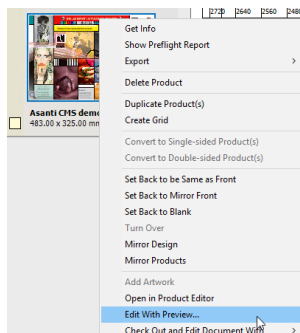 2720 2640 2560 2480
Get Info
Show Preflight Report
Export
Delete Product
Asanti CMS demo
483.00 x 325.00 mm
Duplicate Product(s)
Create Grid
Convert to Single-sided Product(s)
Convert to Double-sided Product(s)
Set Back to be Same as Front
Set Back to Mirror Front
Set Back to Blank
Turn Over
Mirror Design
Mirror Products
Add Artwork
Open in Product Editor
Edit With Preview...
Check Out and Edit Document With